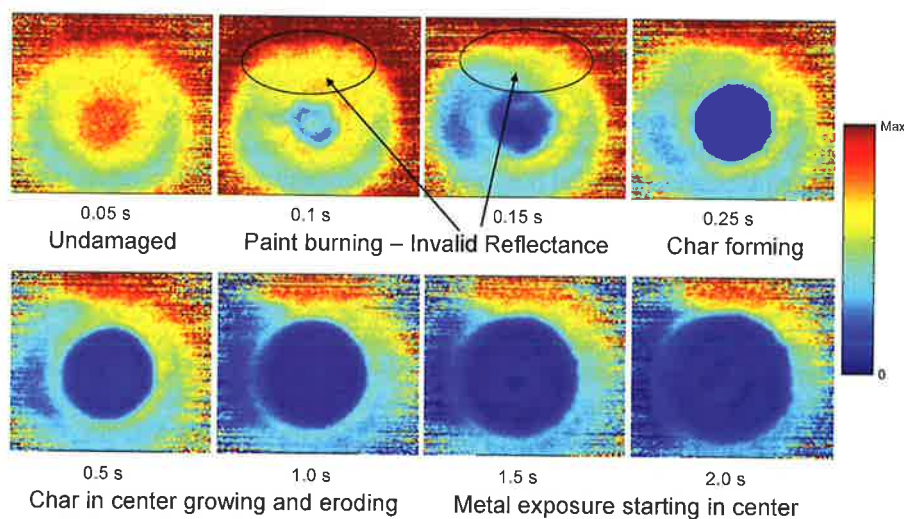 Max
0.05 s
0.1 s
0.15 s
0.25 s
Undamaged
Paint burning – Invalid Reflectance
Char forming
0
0.5 s
1.0 s
1.5 s
2.0 s
Char in center growing and eroding
Metal exposure starting in center